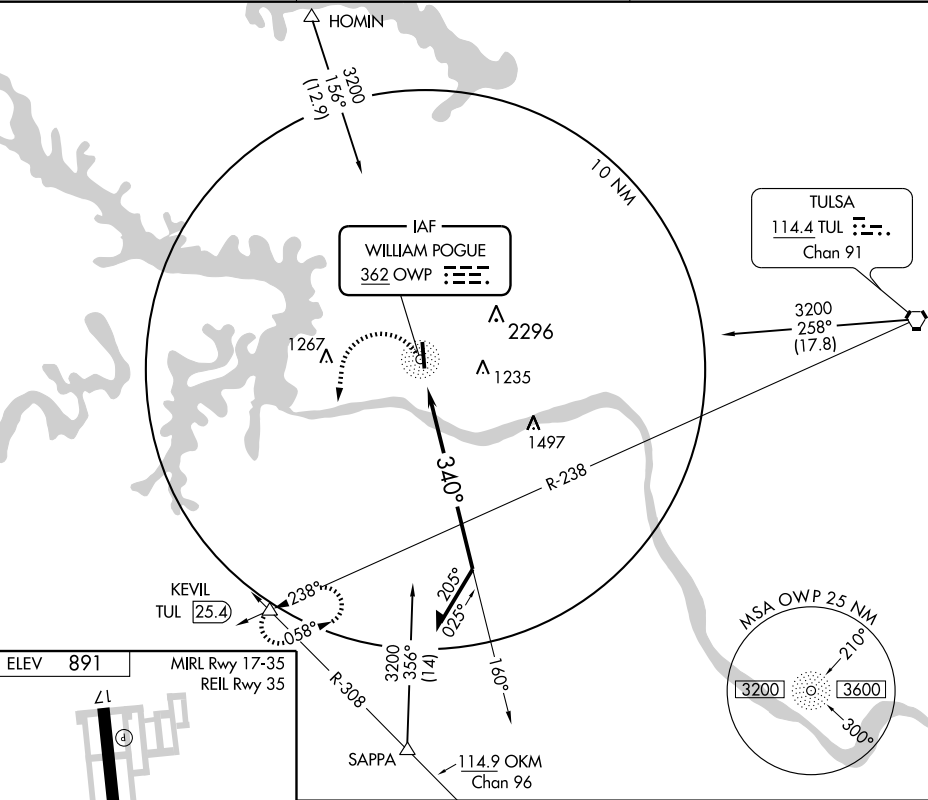 HOMIN
3200
156°
(12.9)
10 NM
TULSA
114.4 TUL
Chan 91
IAF
WILLIAM POGUE
362 OWP
3200
258°
(17.8)
2296
1267
1235
1497
340°
R-238
KEVIL
TUL 25.4
238°
058°
205°
025°
MSA OWP 25 NM
210°
3200
3600
300°
3200
356°
(14)
160°
ELEV 891
MIRL Rwy 17-35
REIL Rwy 35
17
P
R-308
SAPPA
114.9 OKM
Chan 96